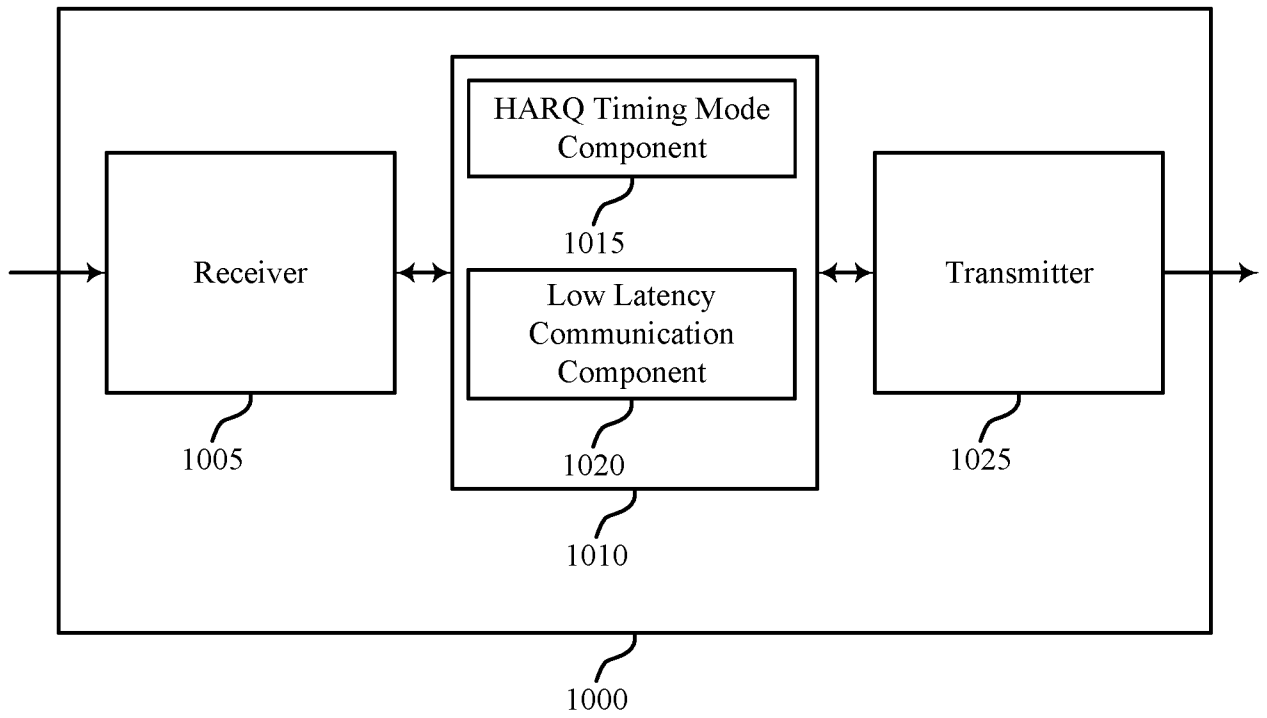 HARQ Timing Mode
Component
1015
Receiver
Low Latency
Communication
Component
Transmitter
1005
1020
1025
1010
1000